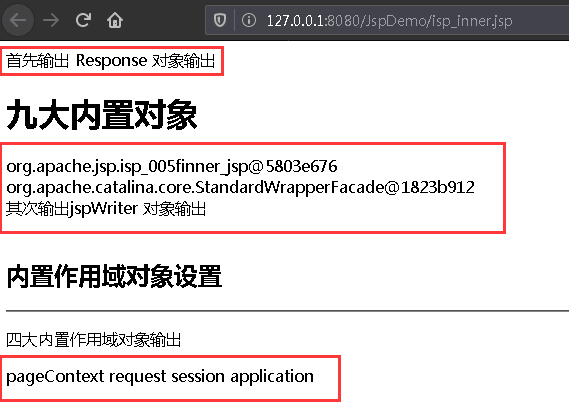 127.0.0.1:8080/JspDemo/isp_inner.jsp
首先输出 Response 对象输出
九大内置对象
org.apache.jsp.isp_005finner_jsp@5803e676
org.apache.catalina.core.StandardWrapperFacade@1823b912
其次输出jspWriter 对象输出
内置作用域对象设置
四大内置作用域对象输出
pageContext request session application